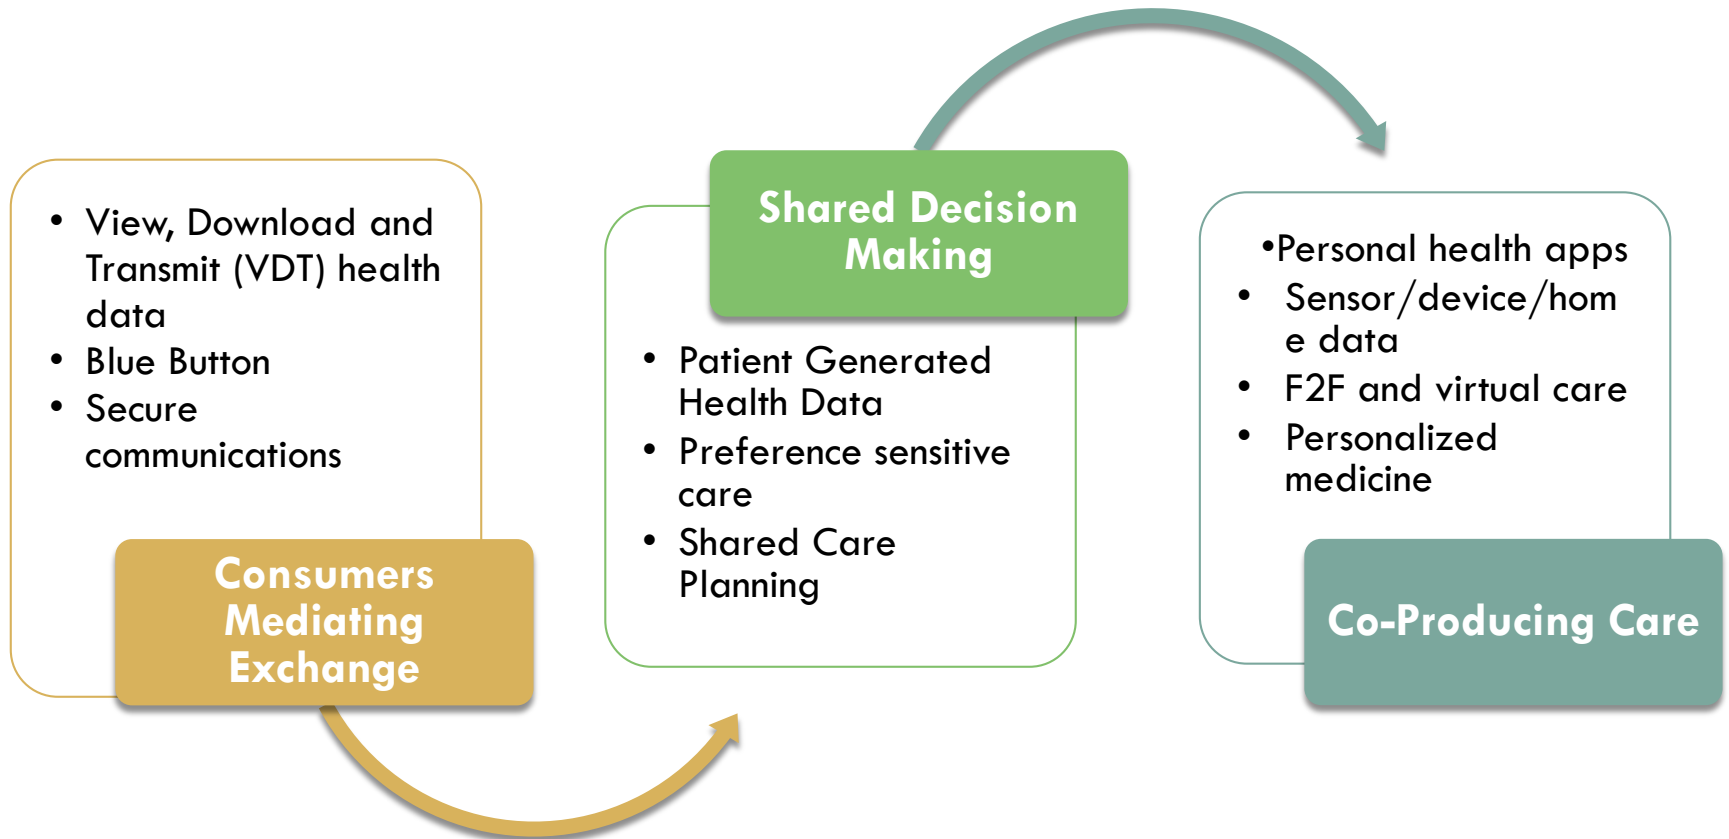 • View, Download and
Transmit (VDT) health
data
• Blue Button
• Secure
communications
Consumers
Mediating
Exchange
Shared Decision
Making
• Patient Generated
Health Data
• Preference sensitive
care
• Shared Care
Planning
•Personal health apps
• Sensor/device/hom
e data
• F2F and virtual care
• Personalized
medicine
Co-Producing Care